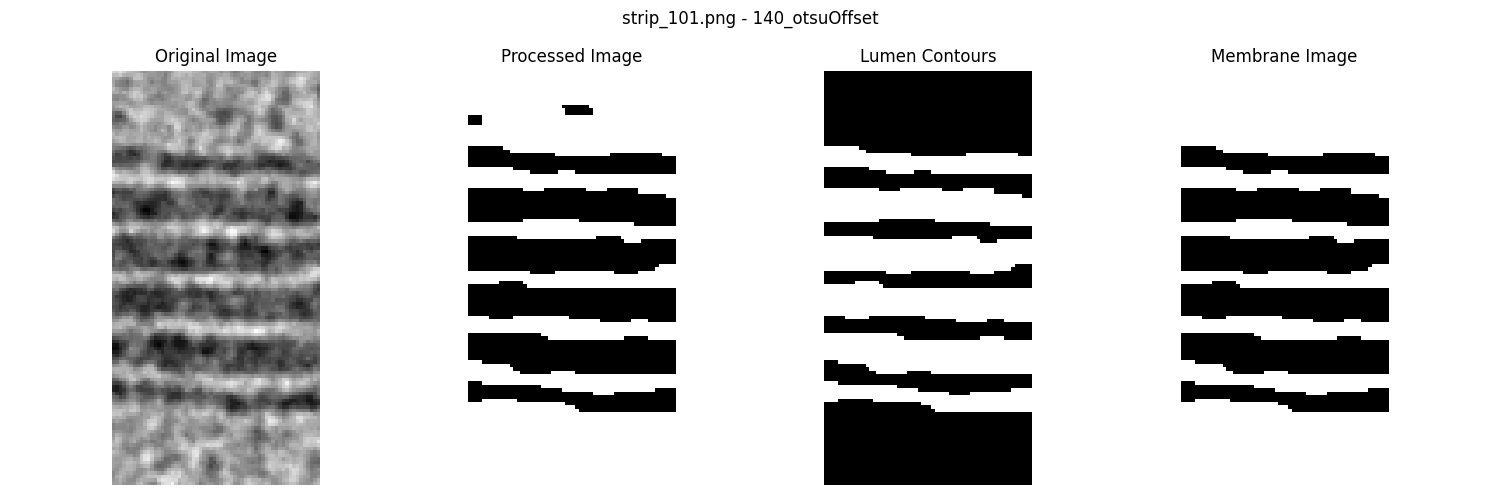 strip_101.png - 140_otsuOffset
Original Image
Processed Image
Lumen Contours
Membrane Image